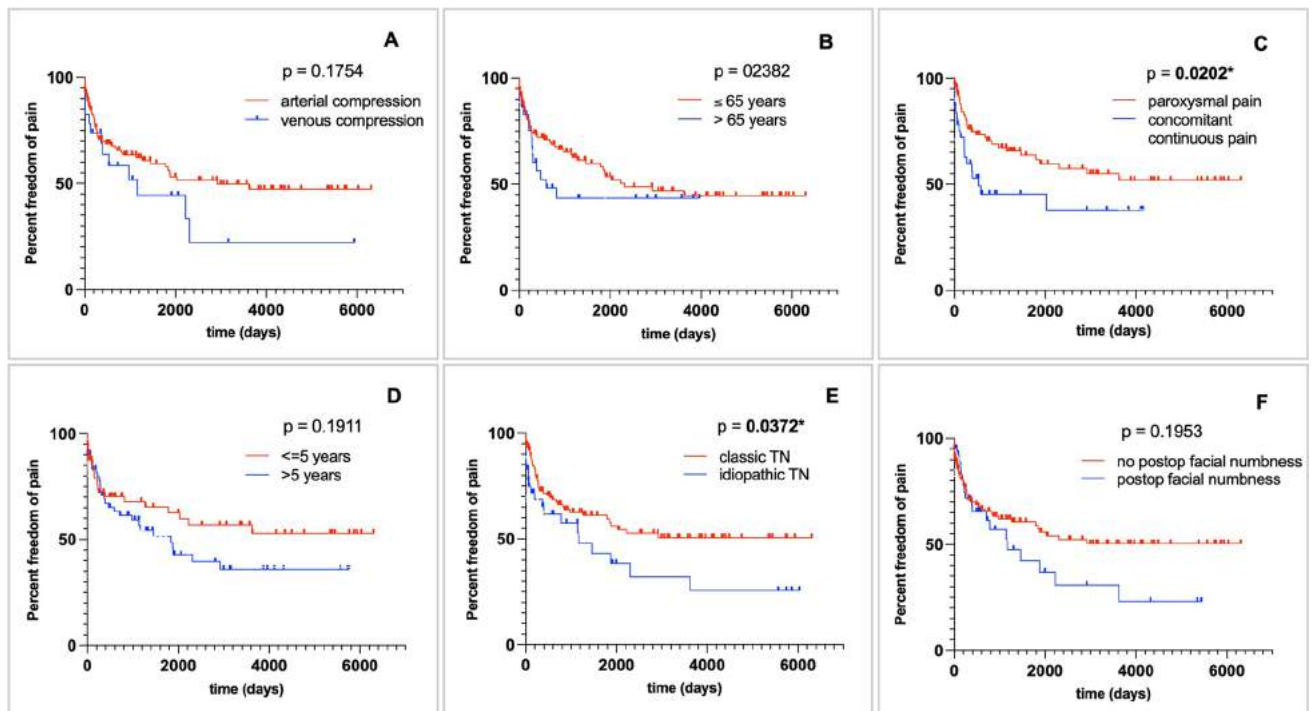 A
p = 0.1754
arterial compression
venous compression
Percent freedom of pain
100
50
0
0 2000 4000 6000
time (days)
B
p = 02382
≤ 65 years
> 65 years
Percent freedom of pain
100
50
0
0 2000 4000 6000
time (days)
C
p = 0.0202*
paroxysmal pain
concomitant
continuous pain
Percent freedom of pain
100
50
0
0 2000 4000 6000
time (days)
D
p = 0.1911
<=5 years
>5 years
Percent freedom of pain
100
50
0
0 2000 4000 6000
time (days)
E
p = 0.0372*
classic TN
idiopathic TN
Percent freedom of pain
100
50
0
0 2000 4000 6000
time (days)
F
p = 0.1953
no postop facial numbness
postop facial numbness
Percent freedom of pain
100
50
0
0 2000 4000 6000
time (days)